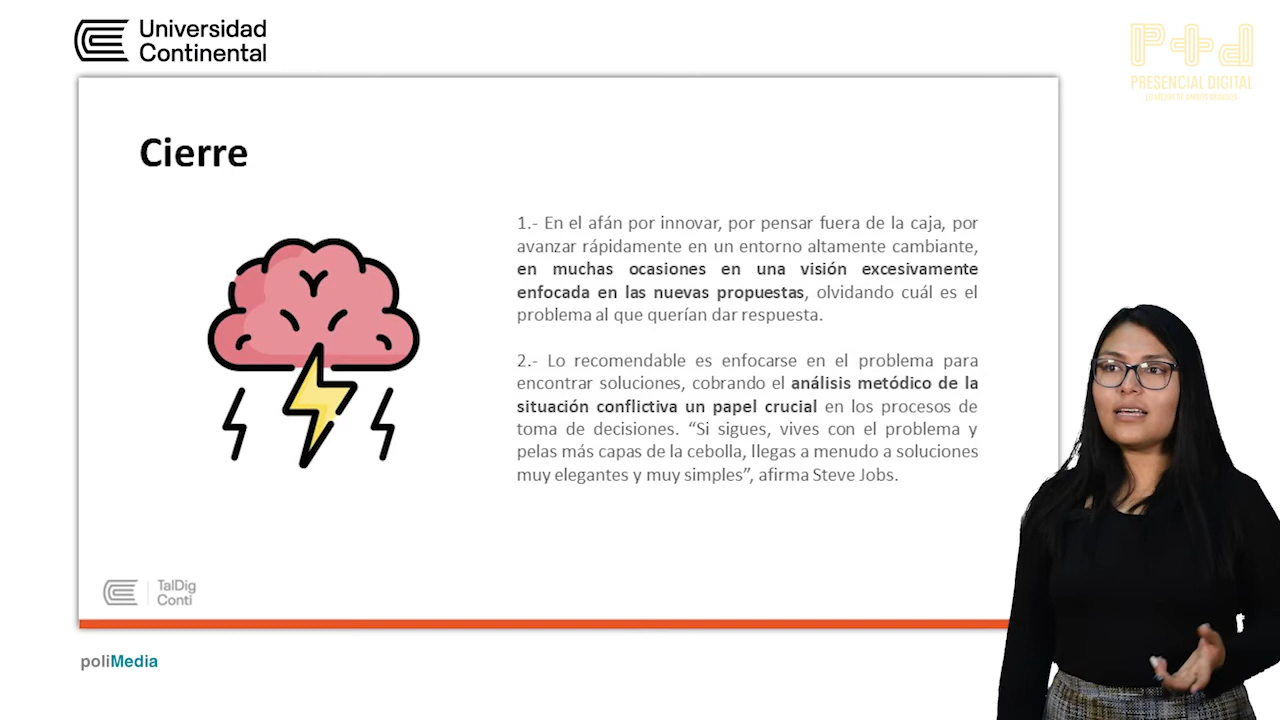 Universidad
Continental
P+d
PRESENCIAL DIGITAL
LO MEJOR DE AMBOS MUNDOS
Cierre
1.- En el afán por innovar, por pensar fuera de la caja, por
avanzar rápidamente en un entorno altamente cambiante,
en muchas ocasiones en una visión excesivamente
enfocada en las nuevas propuestas, olvidando cuál es el
problema al que querían dar respuesta.
2.- Lo recomendable es enfocarse en el problema para
encontrar soluciones, cobrando el análisis metódico de la
situación conflictiva un papel crucial en los procesos de
toma de decisiones. “Si sigues, vives con el problema y
pelas más capas de la cebolla, llegas a menudo a soluciones
muy elegantes y muy simples”, afirma Steve Jobs.
TalDig
Conti
poliMedia